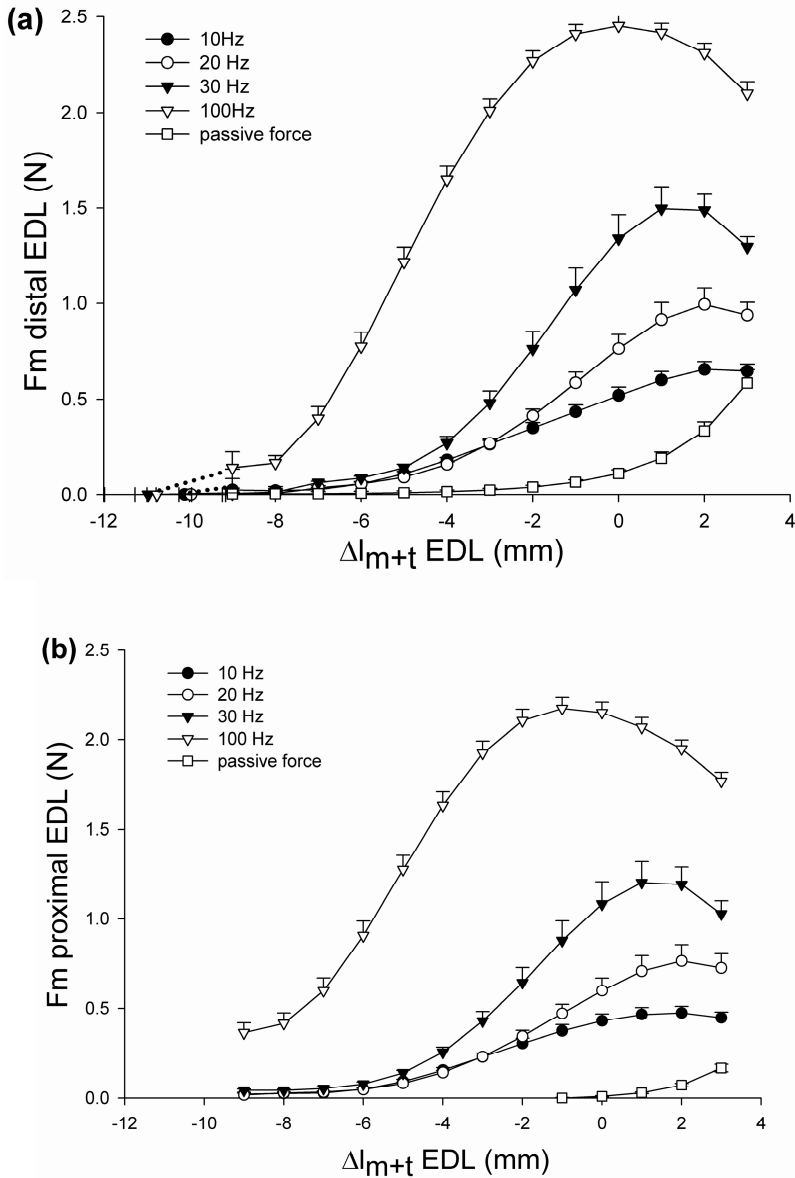 (a)
2.5
2.0
1.5
1.0
0.5
0.0
Fm distal EDL (N)
10Hz
20 Hz
30 Hz
100Hz
passive force
-12 -10 -8 -6 -4 -2 0 2 4
Δlm+t EDL (mm)
(b)
2.5
2.0
1.5
1.0
0.5
0.0
Fm proximal EDL (N)
10 Hz
20 Hz
30 Hz
100 Hz
passive force
-12 -10 -8 -6 -4 -2 0 2 4
Δlm+t EDL (mm)